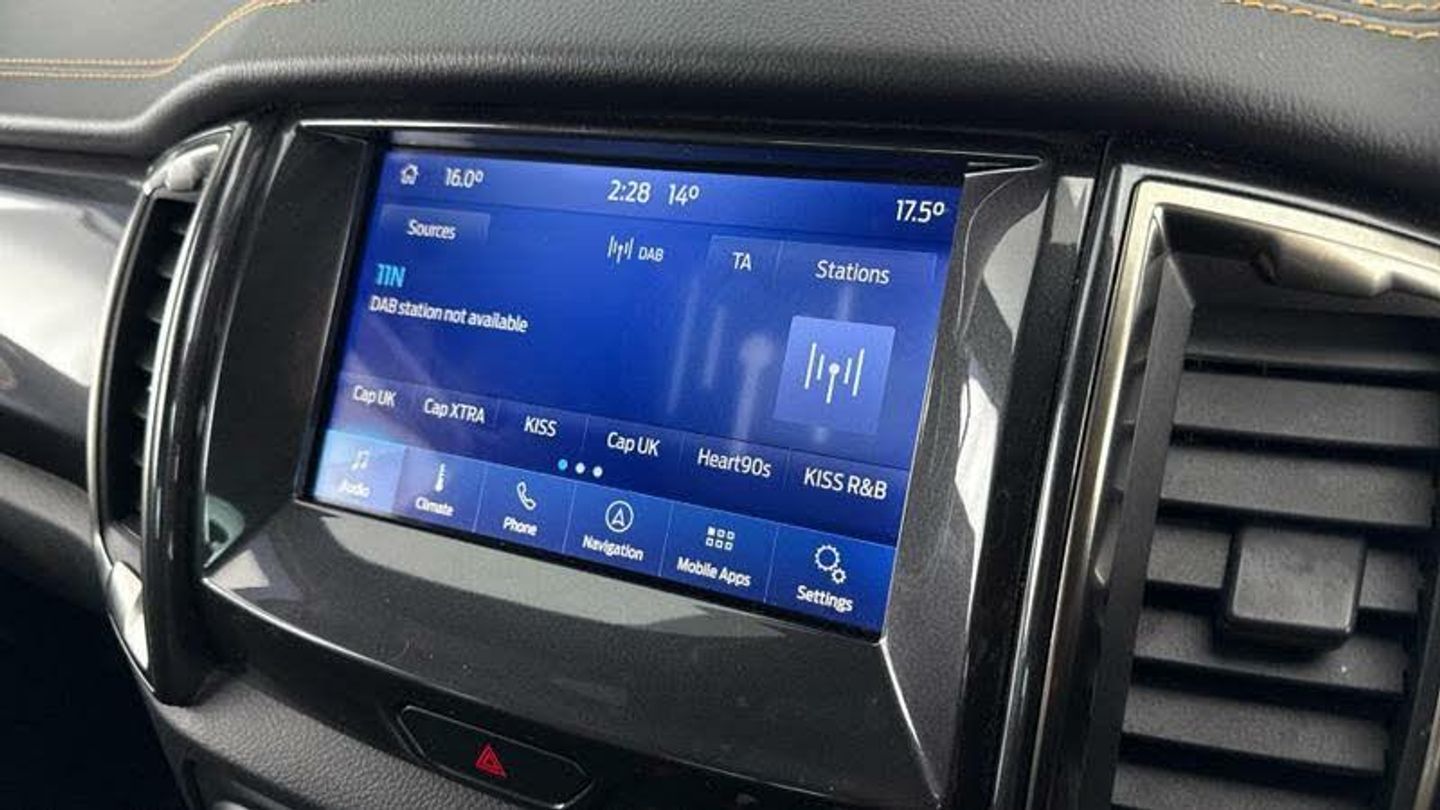 16.0° 2:28 14° 17.5°
Sources DAB TA Stations
11N
DAB station not available
Cap UK Cap XTRA KISS Cap UK Heart90s KISS R&B
Audio Climate Phone Navigation Mobile Apps Settings